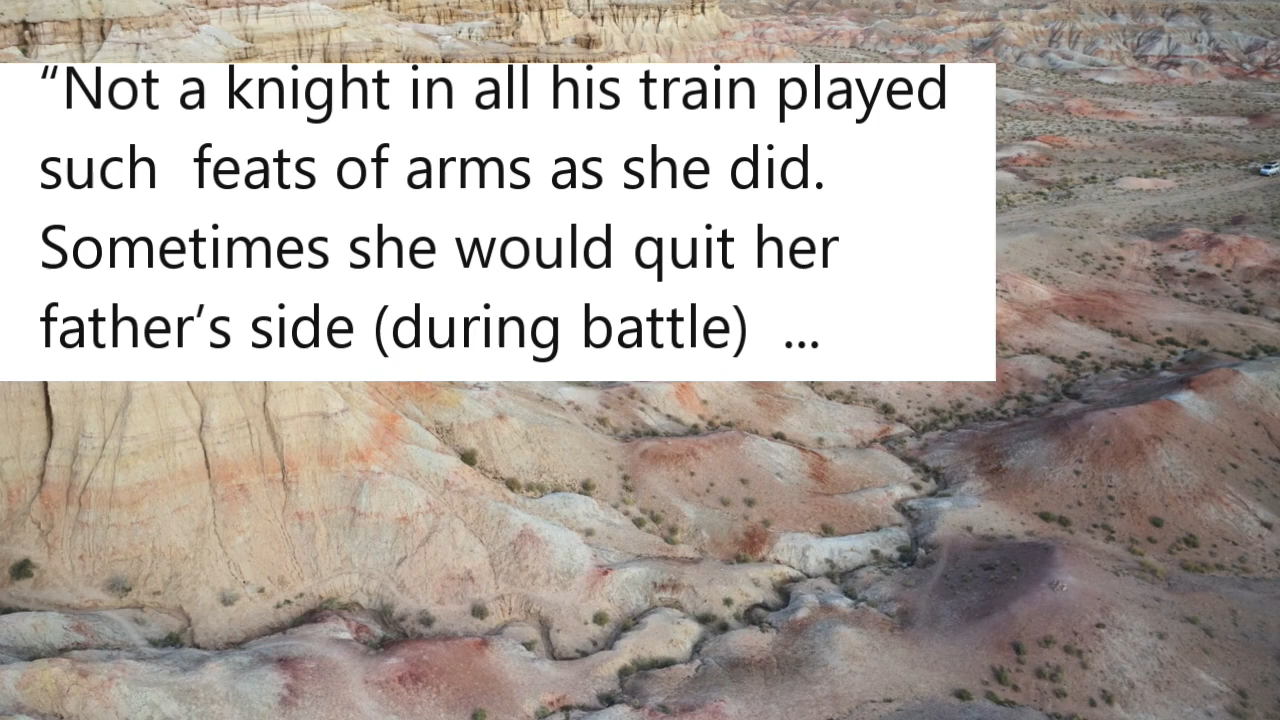 “Not a knight in all his train played
such  feats of arms as she did.
Sometimes she would quit her
father’s side (during battle)  ...